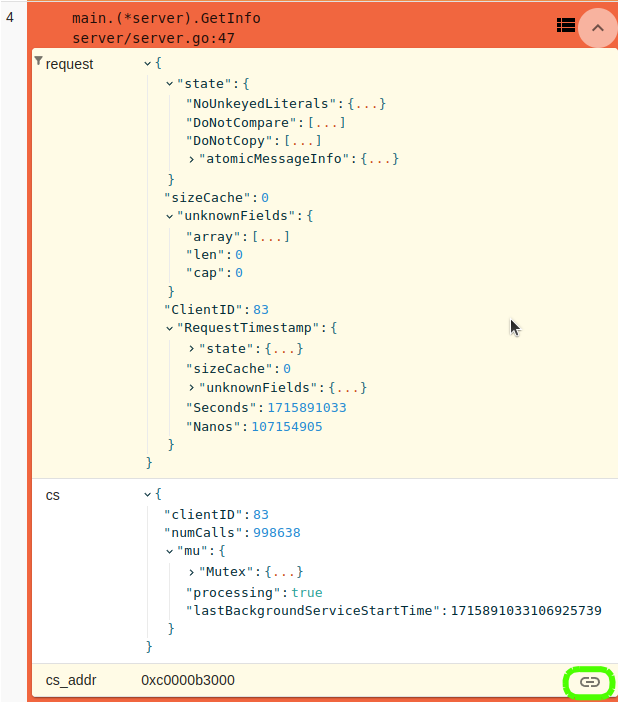 4
main.(*server).GetInfo
server/server.go:47
request
{
"state":{
"NoUnkeyedLiterals":{...}
"DoNotCompare":[...]
"DoNotCopy":[...]
"atomicMessageInfo":{...}
}
"sizeCache":0
"unknownFields":{
"array":[...]
"len":0
"cap":0
}
"ClientID":83
"RequestTimestamp":{
"state":{...}
"sizeCache":0
"unknownFields":{...}
"Seconds":1715891033
"Nanos":107154905
}
}
cs
{
"clientID":83
"numCalls":998638
"mu":{
"Mutex":{...}
"processing":true
"lastBackgroundServiceStartTime":1715891033106925739
}
}
cs_addr 0xc0000b3000